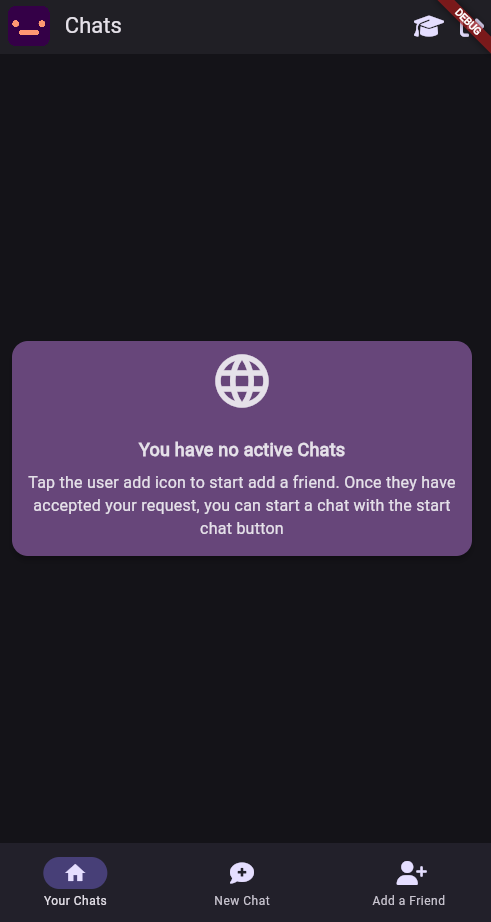 Chats
DEBUG
You have no active Chats
Tap the user add icon to start add a friend. Once they have
accepted your request, you can start a chat with the start
chat button
Your Chats
New Chat
Add a Friend